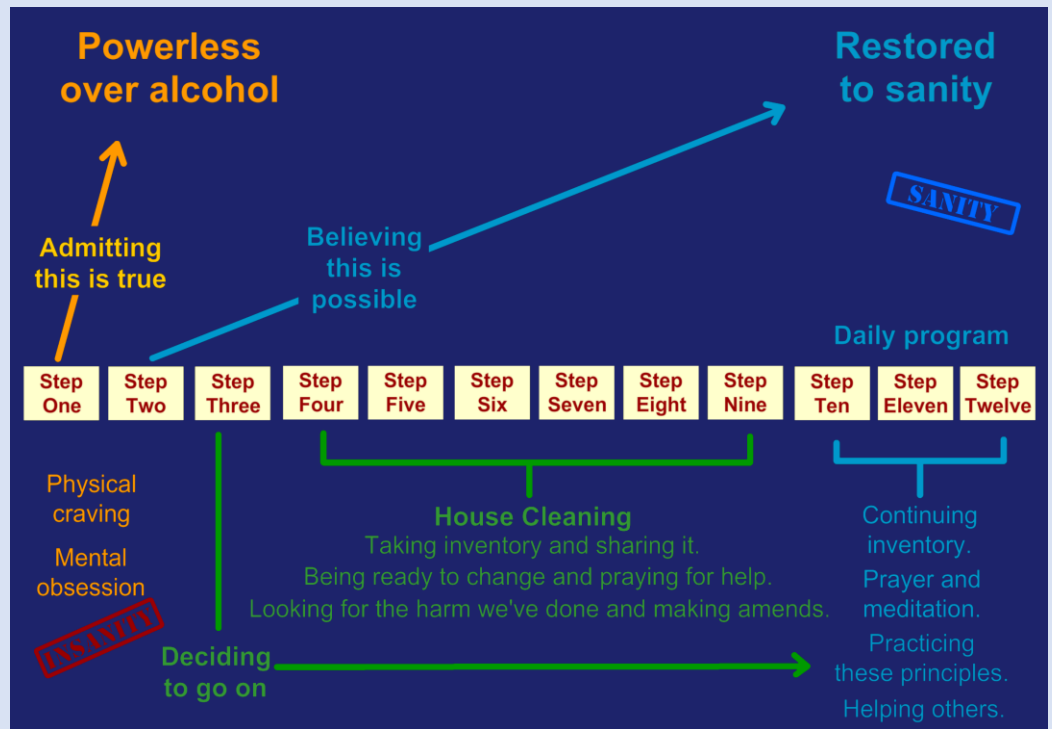 Powerless
over alcohol
Restored
to sanity
SANITY
Admitting
this is true
Believing
this is
possible
Daily program
Step
One
Step
Two
Step
Three
Step
Four
Step
Five
Step
Six
Step
Seven
Step
Eight
Step
Nine
Step
Ten
Step
Eleven
Step
Twelve
Physical
craving
Mental
obsession
INSANITY
House Cleaning
Taking inventory and sharing it.
Being ready to change and praying for help.
Looking for the harm we've done and making amends.
Continuing
inventory.
Prayer and
meditation.
Practicing
these principles.
Helping others.
Deciding
to go on